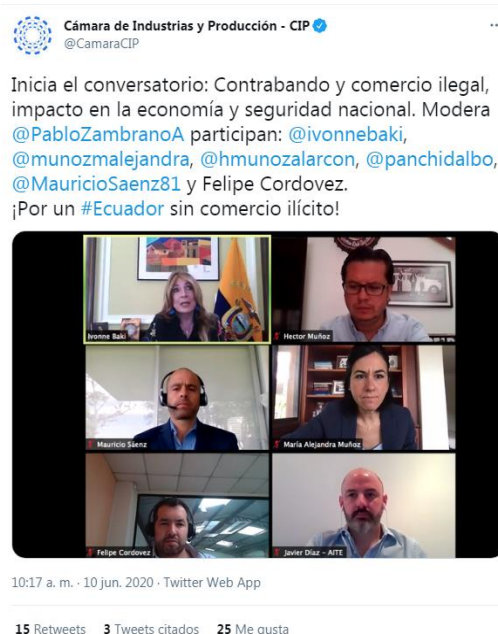 Cámara de Industrias y Producción - CIP
@CamaraCIP
Inicia el conversatorio: Contrabando y comercio ilegal,
impacto en la economía y seguridad nacional. Modera
@PabloZambranoA participan: @ivonnebaki,
@munozmalejandra, @hmunozalarcon, @panchidalbo,
@MauricioSaenz81 y Felipe Cordovez.
¡Por un #Ecuador sin comercio ilícito!
Ivonne Baki
Hector Muñoz
Mauricio Sáenz
María Alejandra Muñoz
Felipe Cordovez
Javier Díaz - AITE
10:17 a. m. · 10 jun. 2020 · Twitter Web App
15 Retweets 3 Tweets citados 25 Me gusta